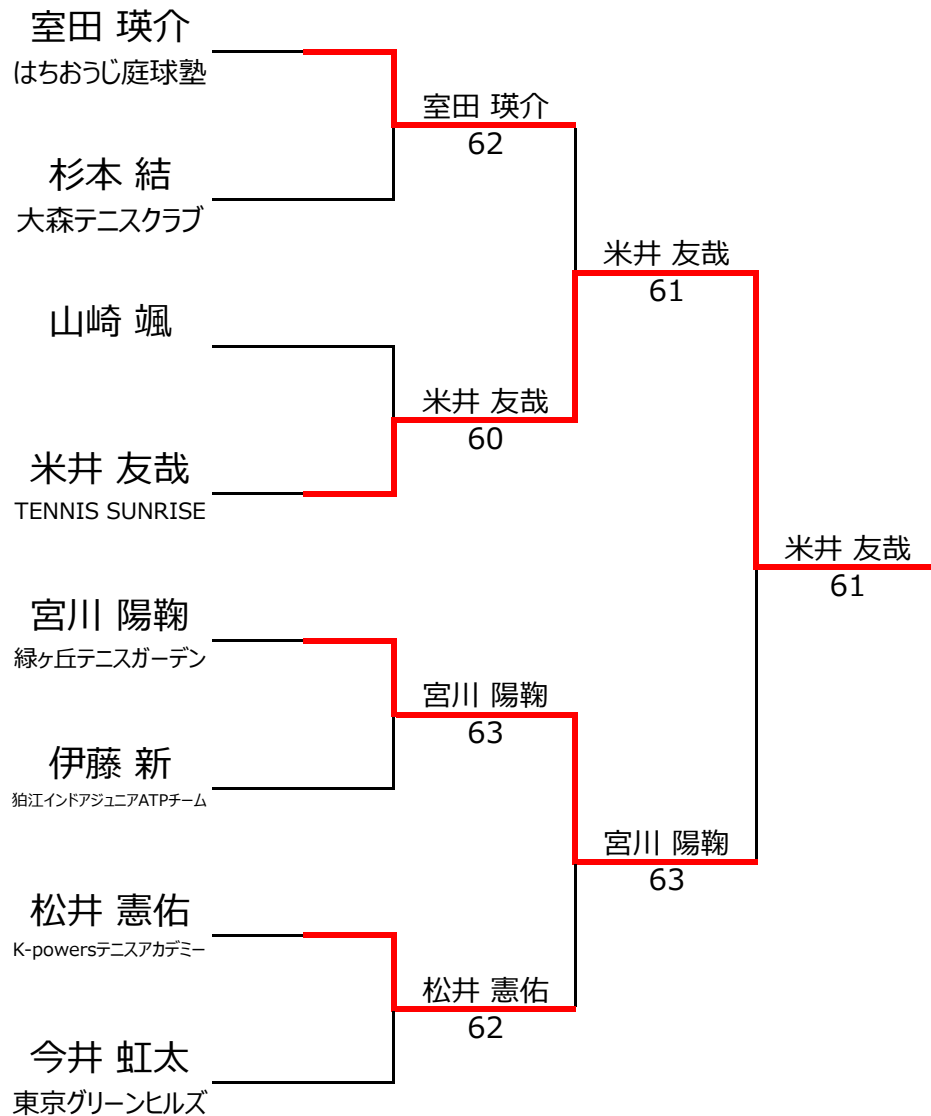 室田 瑛介
はちおうじ庭球塾
室田 瑛介
62
杉本 結
大森テニスクラブ
米井 友哉
61
山崎 颯
米井 友哉
60
米井 友哉
TENNIS SUNRISE
米井 友哉
61
宮川 陽鞠
緑ヶ丘テニスガーデン
宮川 陽鞠
63
伊藤 新
狛江インドアジュニアATPチーム
宮川 陽鞠
63
松井 憲佑
K-powersテニスアカデミー
松井 憲佑
62
今井 虹太
東京グリーンヒルズ